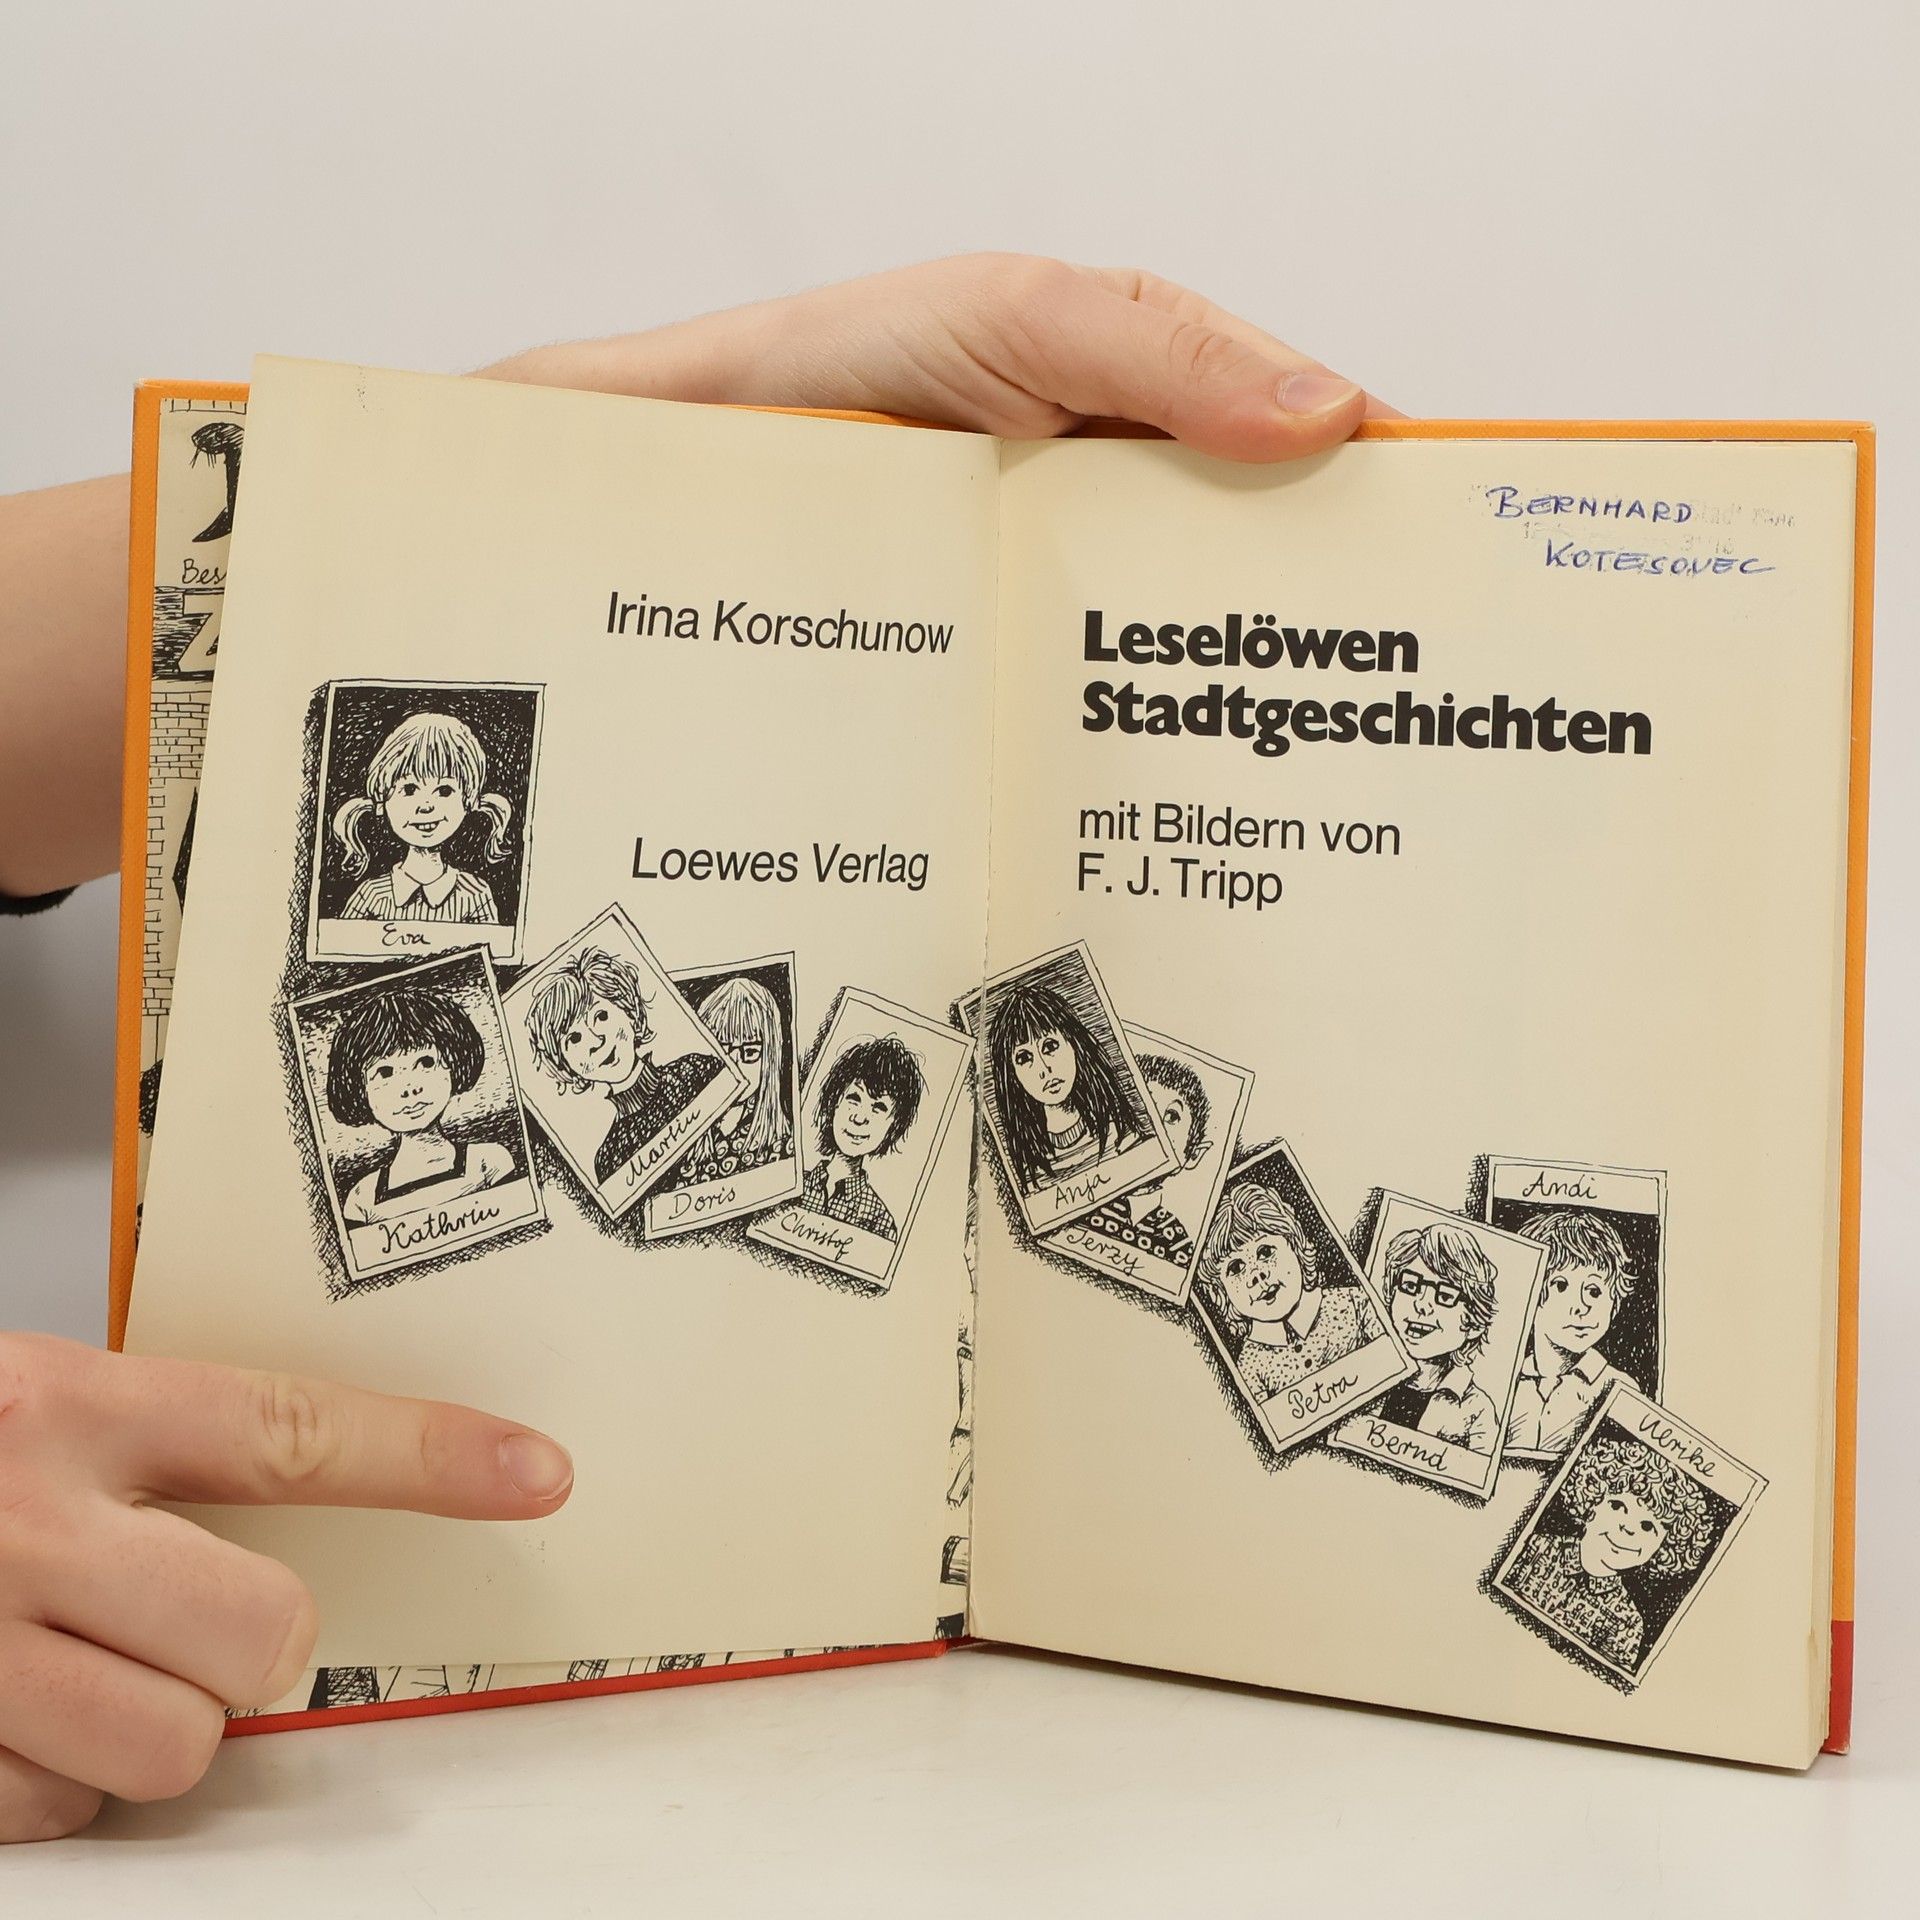 Bes
Irina Korschunow
Loewes Verlag
Eva
Kathrin
Martin
Doris
Christof
BERNHARD
KOTESOVEC
Leselöwen
Stadtgeschichten
mit Bildern von
F. J. Tripp
Anja
Jerzy
Petra
Bernd
Andi
Ulrike